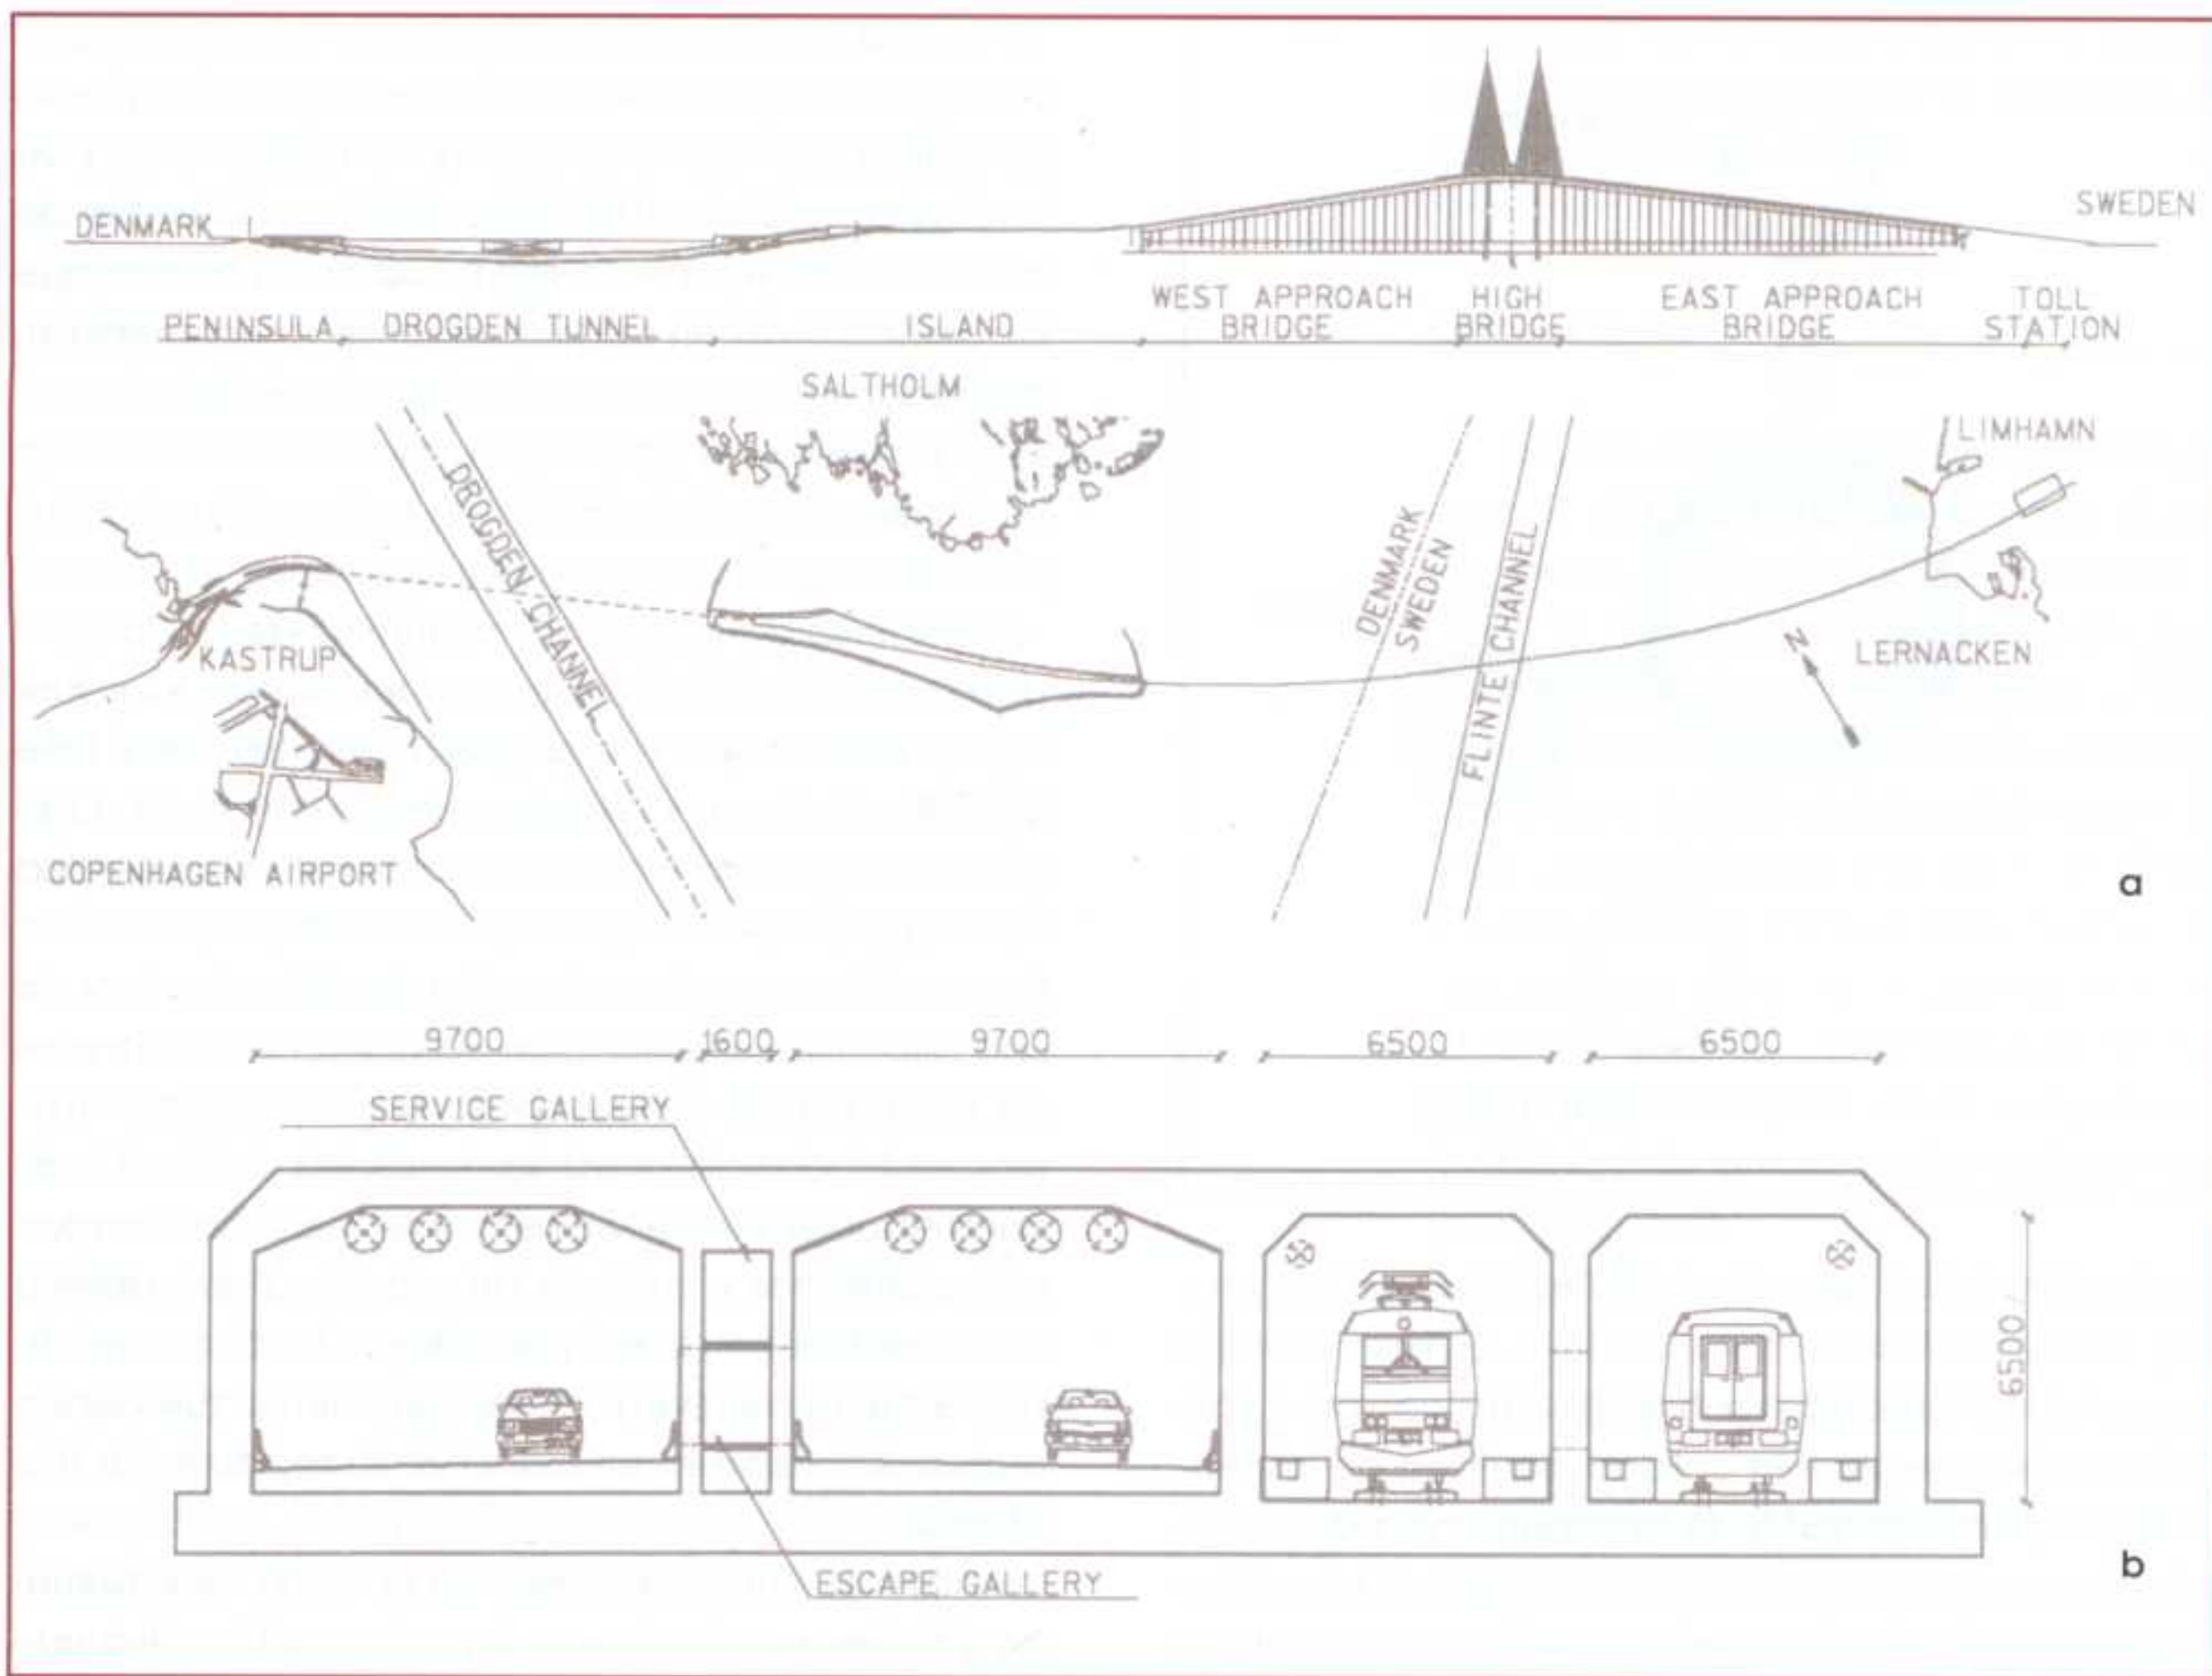 DENMARK
SWEDEN
WEST APPROACH BRIDGE
HIGH BRIDGE
EAST APPROACH BRIDGE
TOLL STATION
PENINSULA
DROGDEN TUNNEL
ISLAND
SALTHOLM
LIMHAMN
DROGDEN CHANNEL
DENMARK
SWEDEN
FLINTE CHANNEL
KASTRUP
N
LERNACKEN
COPENHAGEN AIRPORT
a
9700
1600
9700
6500
6500
SERVICE GALLERY
6500
ESCAPE GALLERY
b